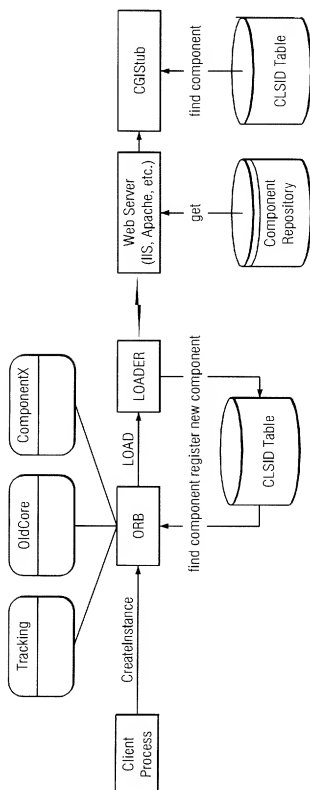 Tracking
OldCore
ComponentX
Client
Process
CreateInstance
ORB
LOAD
LOADER
Web Server
(IIS, Apache, etc.)
CGIStub
find component register new component
get
find component
CLSID Table
Component
Repository
CLSID Table